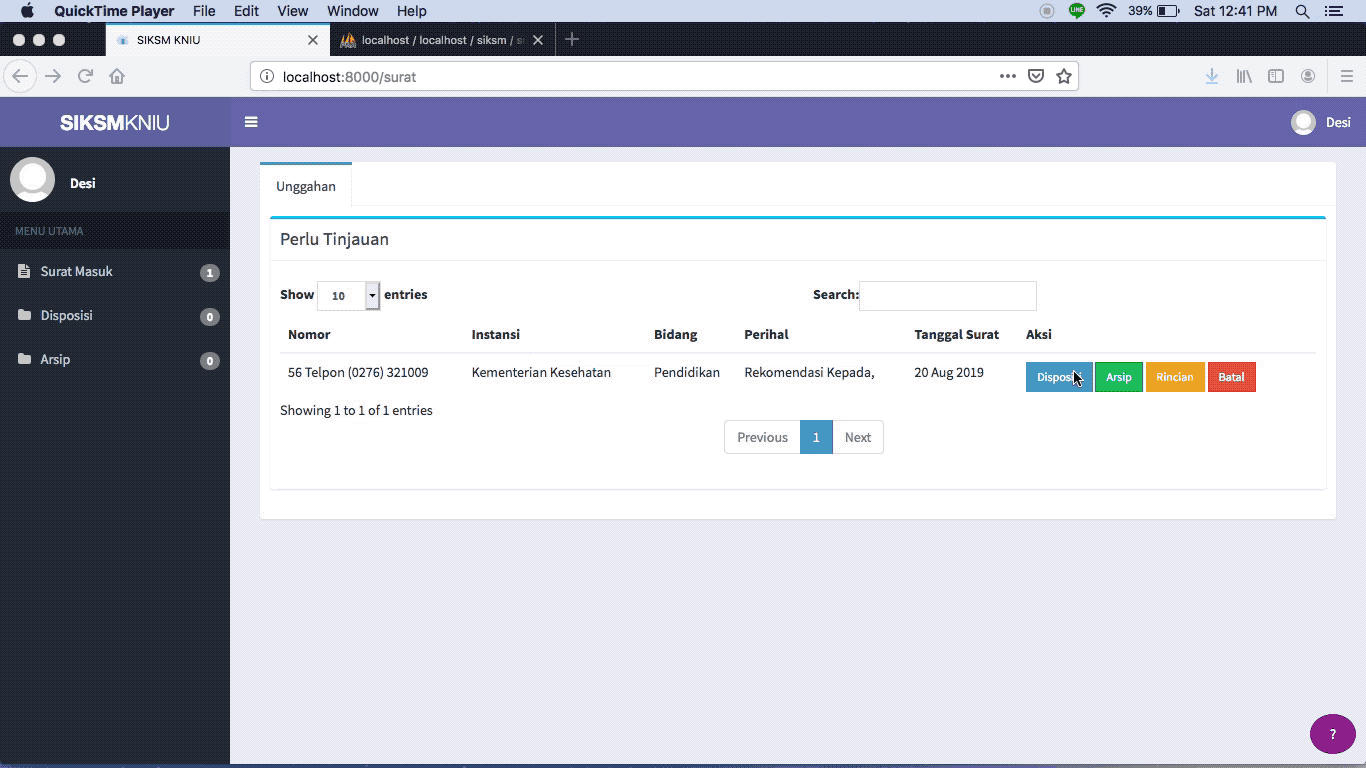 QuickTime Player File Edit View Window Help LINE 39% Sat 12:41 PM
SIKSM KNIU localhost / localhost / siksm /
localhost:8000/surat
SIKSMKNIU Desi
Desi
MENU UTAMA
Surat Masuk 1
Disposisi 0
Arsip 0
Unggahan
Perlu Tinjauan
Show 10 entries Search:
Nomor Instansi Bidang Perihal Tanggal Surat Aksi
56 Telpon (0276) 321009 Kementerian Kesehatan Pendidikan Rekomendasi Kepada, 20 Aug 2019 Disposisi Arsip Rincian Batal
Showing 1 to 1 of 1 entries
Previous 1 Next
?